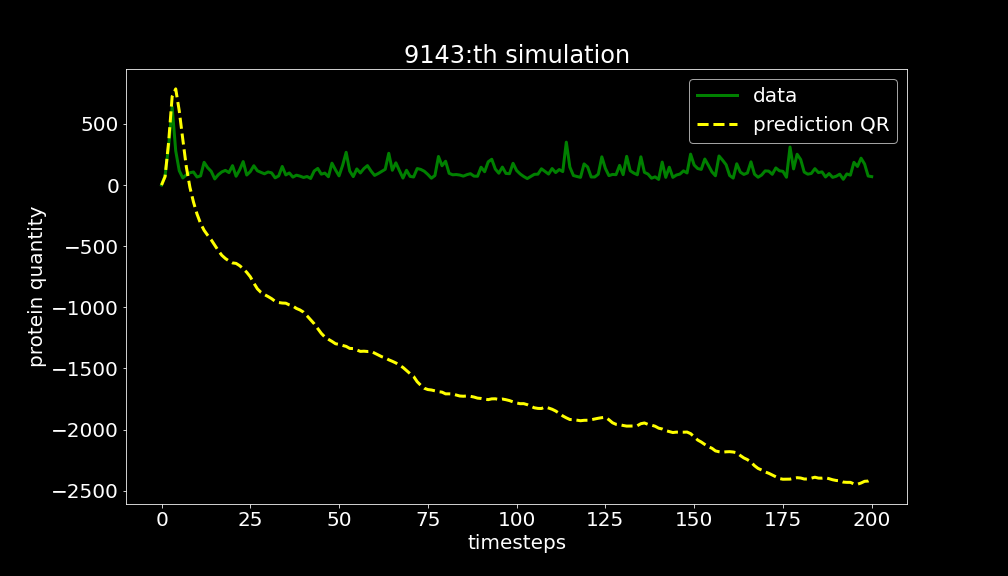 9143:th simulation
data
prediction QR
protein quantity
500
0
−500
−1000
−1500
−2000
−2500
0 25 50 75 100 125 150 175 200
timesteps